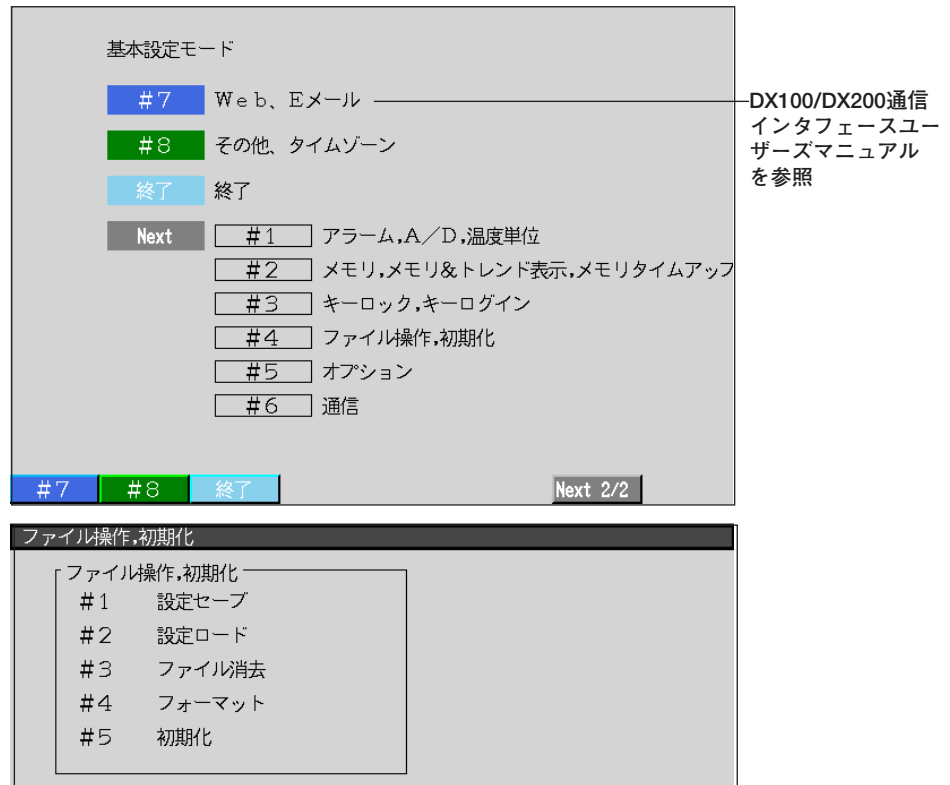 基本設定モード
#7 Web、Eメール
DX100/DX200通信
インタフェースユー
ザーズマニュアル
を参照
#8 その他、タイムゾーン
終了 終了
Next #1 アラーム,A/D,温度単位
#2 メモリ,メモリ&トレンド表示,メモリタイムアップ
#3 キーロック,キーログイン
#4 ファイル操作,初期化
#5 オプション
#6 通信
#7 #8 終了 Next 2/2
ファイル操作,初期化
ファイル操作,初期化
#1 設定セーブ
#2 設定ロード
#3 ファイル消去
#4 フォーマット
#5 初期化